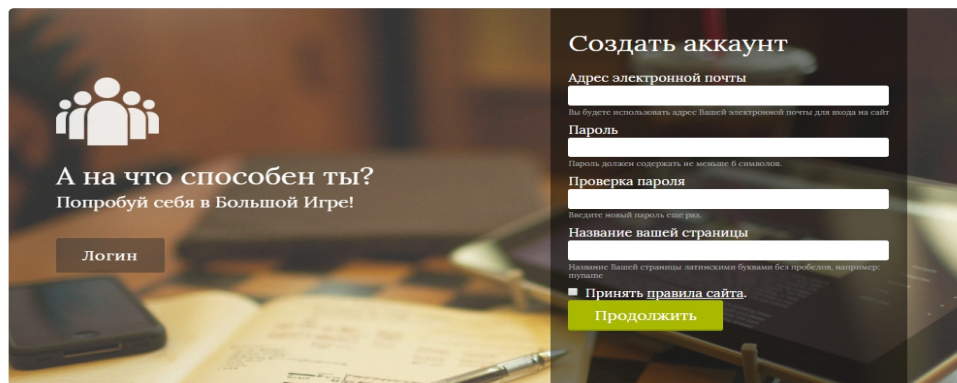 А на что способен ты?
Попробуй себя в Большой Игре!
Логин
Создать аккаунт
Адрес электронной почты
Вы будете использовать адрес Вашей электронной почты для входа на сайт
Пароль
Пароль должен содержать не меньше 6 символов.
Проверка пароля
Введите новый пароль еще раз.
Название вашей страницы
Название Вашей страницы латинскими буквами без пробелов, например:
myname
Принять правила сайта.
Продолжить